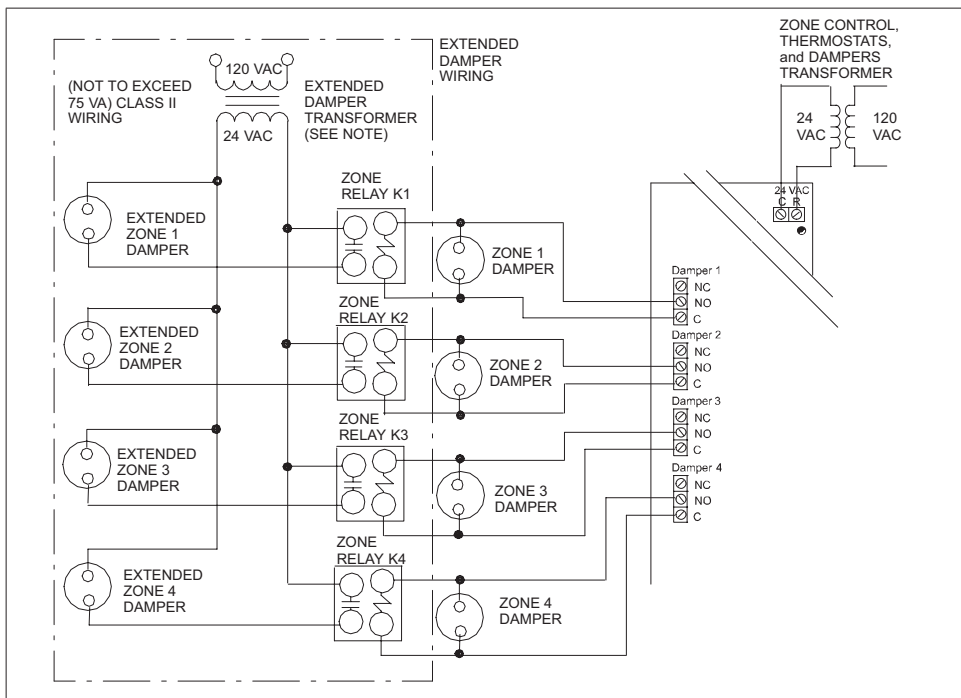 (NOT TO EXCEED
75 VA) CLASS II
WIRING
120 VAC
24 VAC
EXTENDED
DAMPER
TRANSFORMER
(SEE NOTE)
EXTENDED
DAMPER
WIRING
ZONE CONTROL,
THERMOSTATS,
and DAMPERS
TRANSFORMER
24
VAC
120
VAC
24 VAC
C R
EXTENDED
ZONE 1
DAMPER
ZONE
RELAY K1
ZONE 1
DAMPER
Damper 1
NC
NO
C
EXTENDED
ZONE 2
DAMPER
ZONE
RELAY K2
ZONE 2
DAMPER
Damper 2
NC
NO
C
EXTENDED
ZONE 3
DAMPER
ZONE
RELAY K3
ZONE 3
DAMPER
Damper 3
NC
NO
C
EXTENDED
ZONE 4
DAMPER
ZONE
RELAY K4
ZONE 4
DAMPER
Damper 4
NC
NO
C